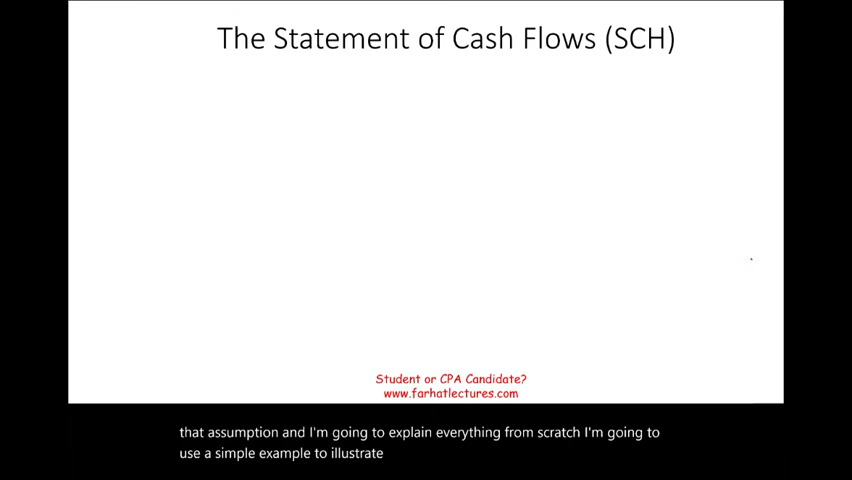 The Statement of Cash Flows (SCH)
Student or CPA Candidate?
www.farhatlectures.com
that assumption and I'm going to explain everything from scratch I'm going to
use a simple example to illustrate